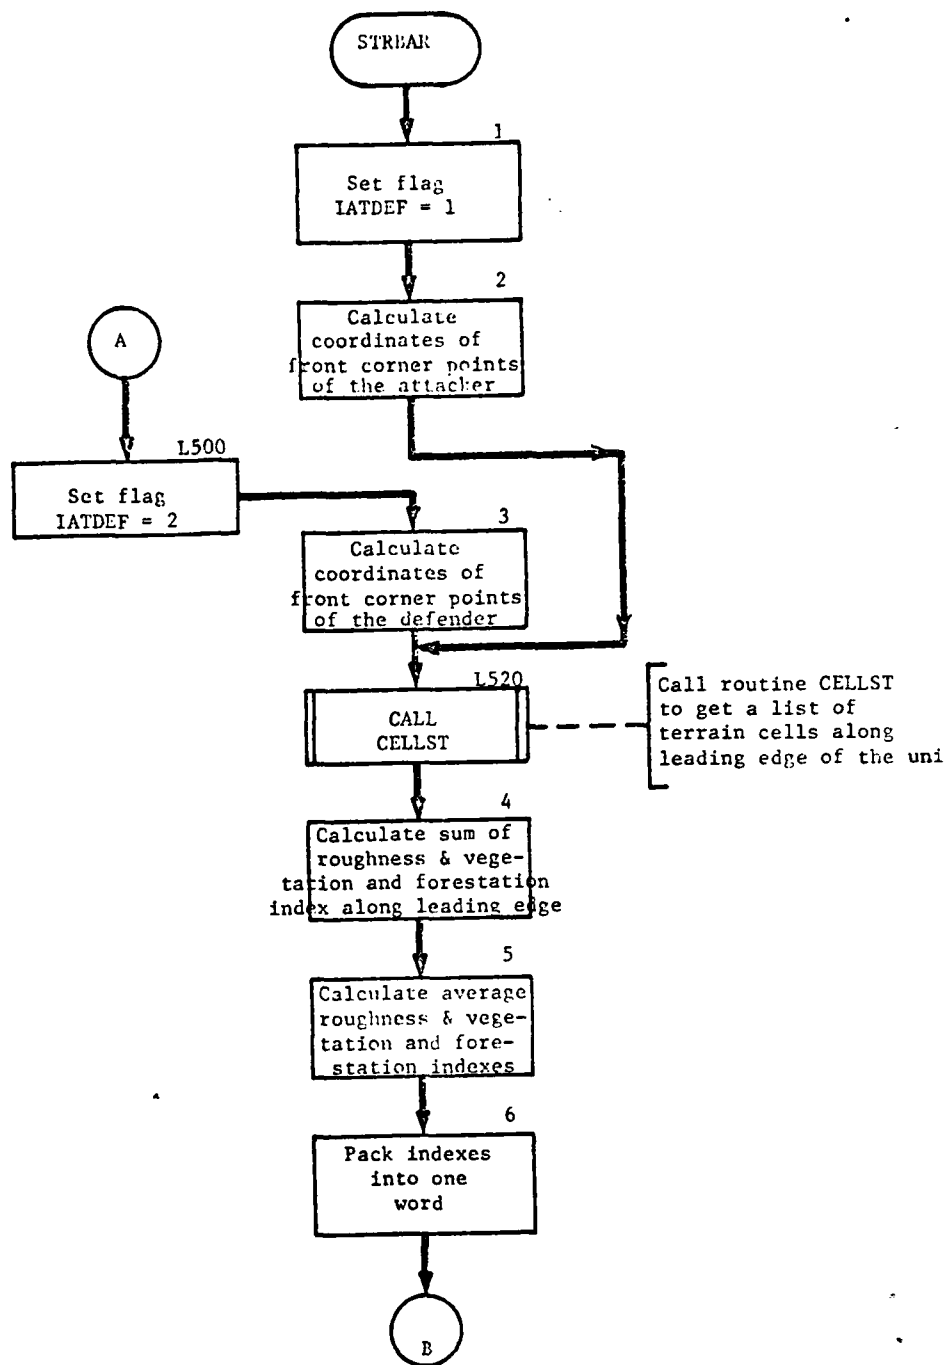 STRBAR
1
Set flag
IATDEF = 1
2
Calculate
coordinates of
front corner points
of the attacker
A
L500
Set flag
IATDEF = 2
3
Calculate
coordinates of
front corner points
of the defender
L520
CALL
CELLST
Call routine CELLST
to get a list of
terrain cells along
leading edge of the uni
4
Calculate sum of
roughness & vege-
tation and forestation
index along leading edge
5
Calculate average
roughness & vege-
tation and fore-
station indexes
6
Pack indexes
into one
word
B